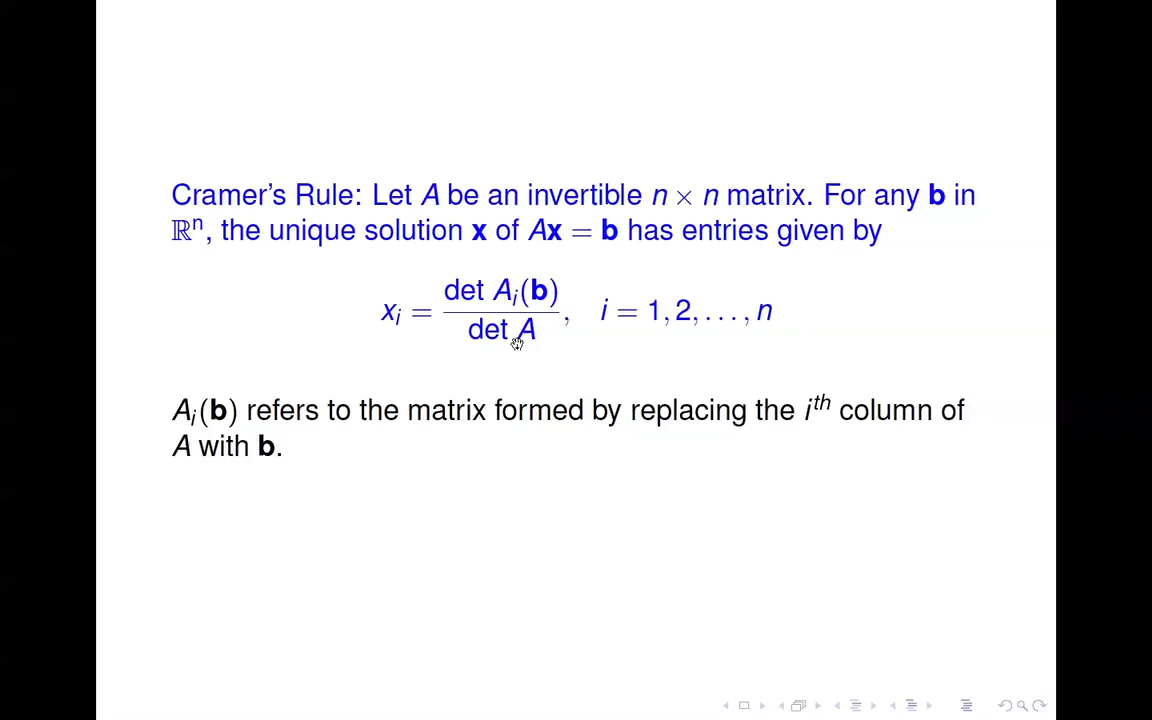 Cramer's Rule: Let A be an invertible n × n matrix. For any b in
ℝⁿ, the unique solution x of Ax = b has entries given by
xᵢ = det Aᵢ(b) / det A, i = 1, 2, . . . , n
Aᵢ(b) refers to the matrix formed by replacing the iᵗʰ column of
A with b.